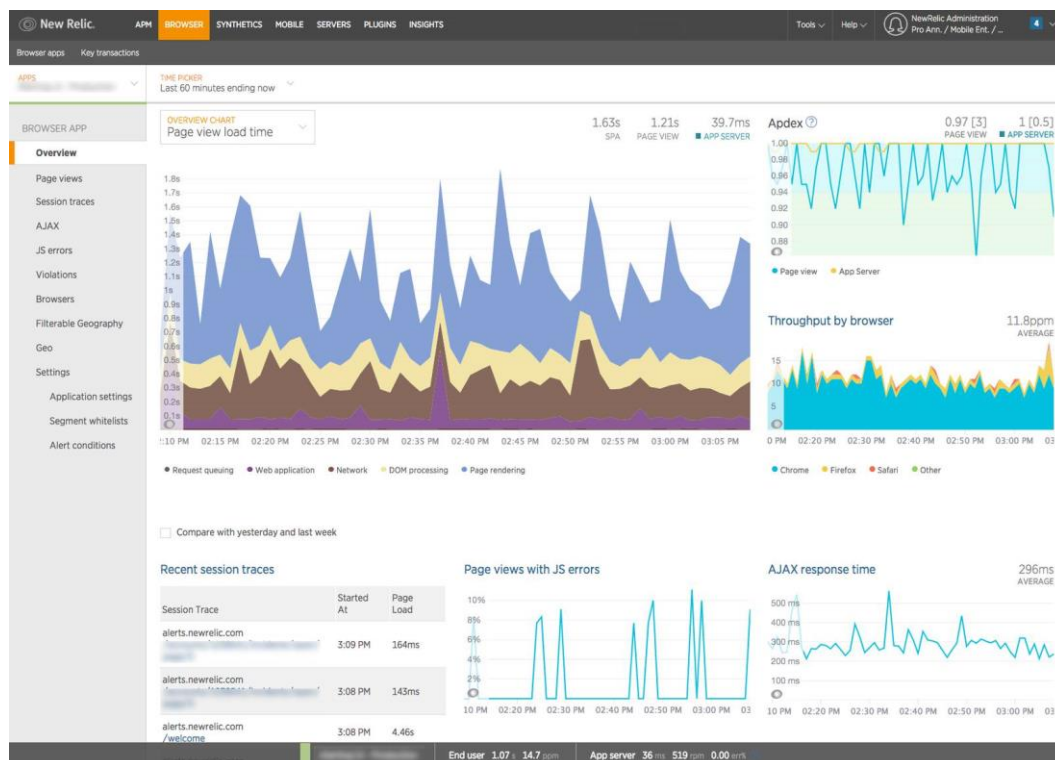 New Relic.
APM BROWSER SYNTHETICS MOBILE SERVERS PLUGINS INSIGHTS
Tools Help
NewRelic Administration
Pro Ann. / Mobile Ent. / ...
4
Browser apps Key transactions
APPS
TIME PICKER
Last 60 minutes ending now
BROWSER APP
Overview
Page views
Session traces
AJAX
JS errors
Violations
Browsers
Filterable Geography
Geo
Settings
Application settings
Segment whitelists
Alert conditions
OVERVIEW CHART
Page view load time
1.63s 1.21s 39.7ms
SPA PAGE VIEW APP SERVER
1.8s
1.7s
1.6s
1.5s
1.4s
1.3s
1.2s
1.1s
1s
0.9s
0.8s
0.7s
0.6s
0.5s
0.4s
0.3s
0.2s
0.1s
:10 PM 02:15 PM 02:20 PM 02:25 PM 02:30 PM 02:35 PM 02:40 PM 02:45 PM 02:50 PM 02:55 PM 03:00 PM 03:05 PM
Request queuing Web application Network DOM processing Page rendering
Apdex ?
0.97 [3] 1 [0.5]
PAGE VIEW APP SERVER
1.00
0.98
0.96
0.94
0.92
0.90
0.88
Page view App Server
Throughput by browser
11.8ppm
AVERAGE
15
10
5
0 PM 02:20 PM 02:30 PM 02:40 PM 02:50 PM 03:00 PM 03
Chrome Firefox Safari Other
Compare with yesterday and last week
Recent session traces
Session Trace Started At Page Load
alerts.newrelic.com
3:09 PM 164ms
alerts.newrelic.com
3:08 PM 143ms
alerts.newrelic.com
/welcome
3:08 PM 4.46s
Page views with JS errors
10%
8%
6%
4%
2%
10 PM 02:20 PM 02:30 PM 02:40 PM 02:50 PM 03:00 PM 03
AJAX response time
296ms
AVERAGE
500 ms
400 ms
300 ms
200 ms
100 ms
10 PM 02:20 PM 02:30 PM 02:40 PM 02:50 PM 03:00 PM 03
End user 1.07 s 14.7 ppm App server 36 ms 519 rpm 0.00 err%